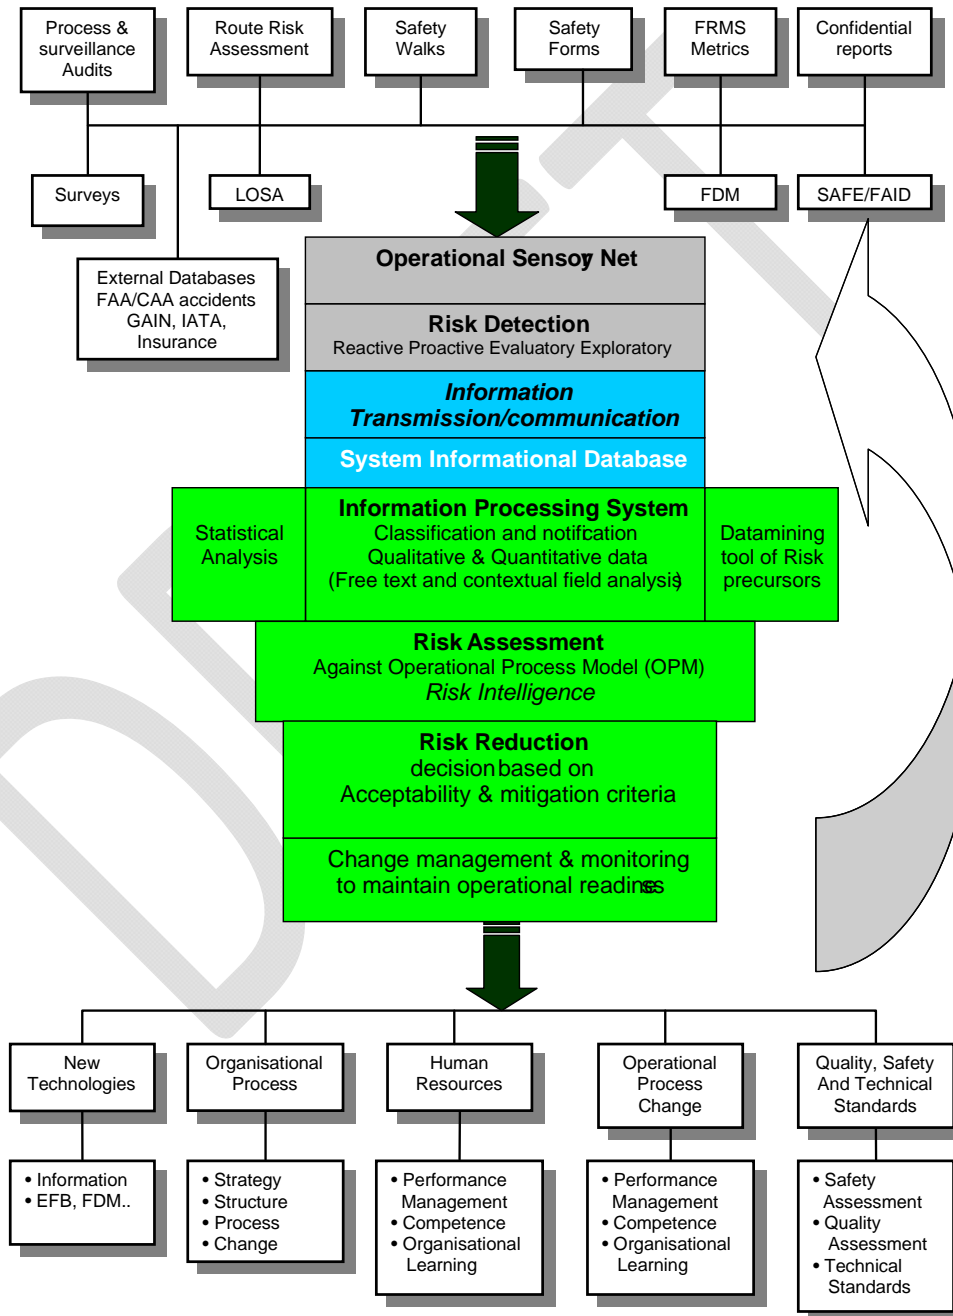 Process &
surveillance
Audits
Route Risk
Assessment
Safety
Walks
Safety
Forms
FRMS
Metrics
Confidential
reports
Surveys
LOSA
FDM
SAFE/FAID
External Databases
FAA/CAA accidents
GAIN, IATA,
Insurance
Operational Sensoy Net
Risk Detection
Reactive Proactive Evaluatory Exploratory
Information
Transmission/communication
System Informational Database
Statistical
Analysis
Information Processing System
Classification and notification
Qualitative & Quantitative data
(Free text and contextual field analysis)
Datamining
tool of Risk
precursors
Risk Assessment
Against Operational Process Model (OPM)
Risk Intelligence
Risk Reduction
decision based on
Acceptability & mitigation criteria
Change management & monitoring
to maintain operational readiness
New
Technologies
Organisational
Process
Human
Resources
Operational
Process
Change
Quality, Safety
And Technical
Standards
• Information
• EFB, FDM..
• Strategy
• Structure
• Process
• Change
• Performance
Management
• Competence
• Organisational
Learning
• Performance
Management
• Competence
• Organisational
Learning
• Safety
Assessment
• Quality
Assessment
• Technical
Standards
DRAFT